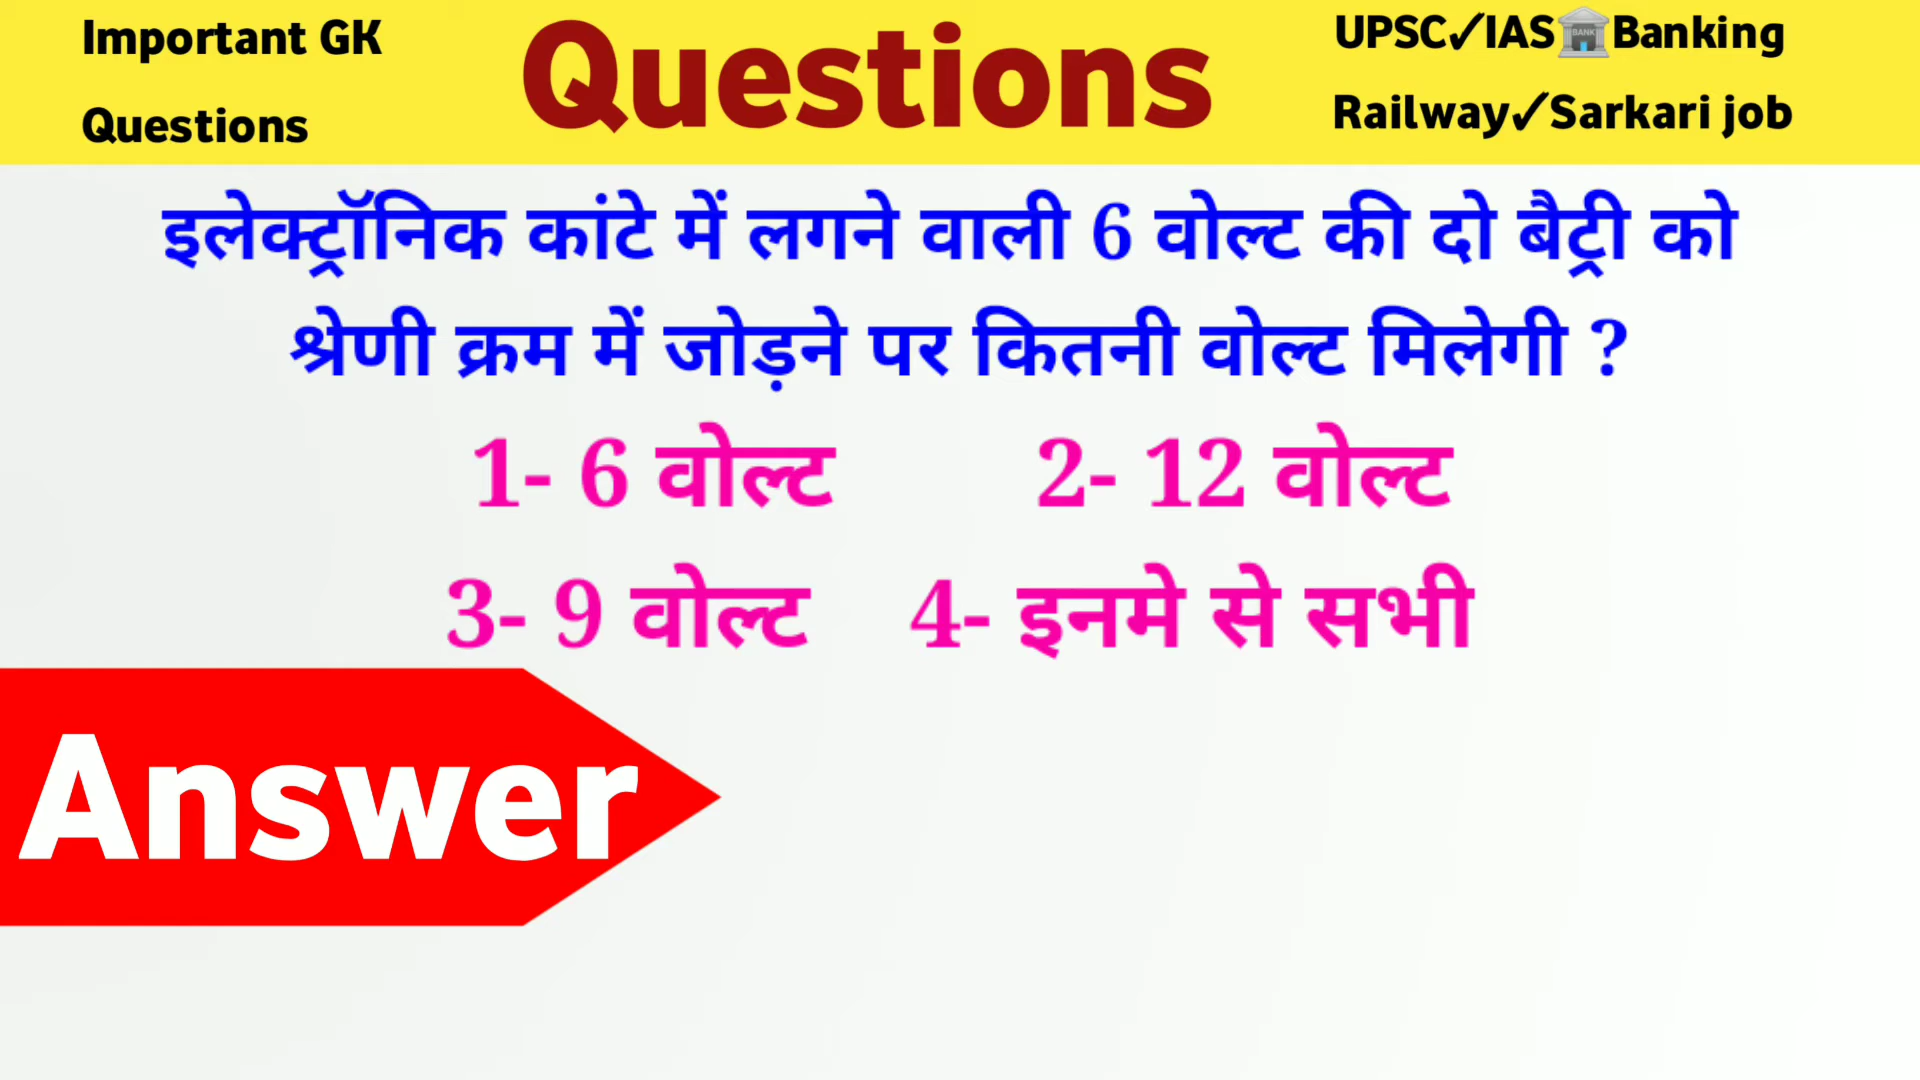 Important GK
Questions
Questions
UPSC✓IAS🏦Banking
Railway✓Sarkari job
इलेक्ट्रॉनिक कांटे में लगने वाली 6 वोल्ट की दो बैट्री को
श्रेणी क्रम में जोड़ने पर कितनी वोल्ट मिलेगी ?
1- 6 वोल्ट 2- 12 वोल्ट
3- 9 वोल्ट 4- इनमे से सभी
Answer